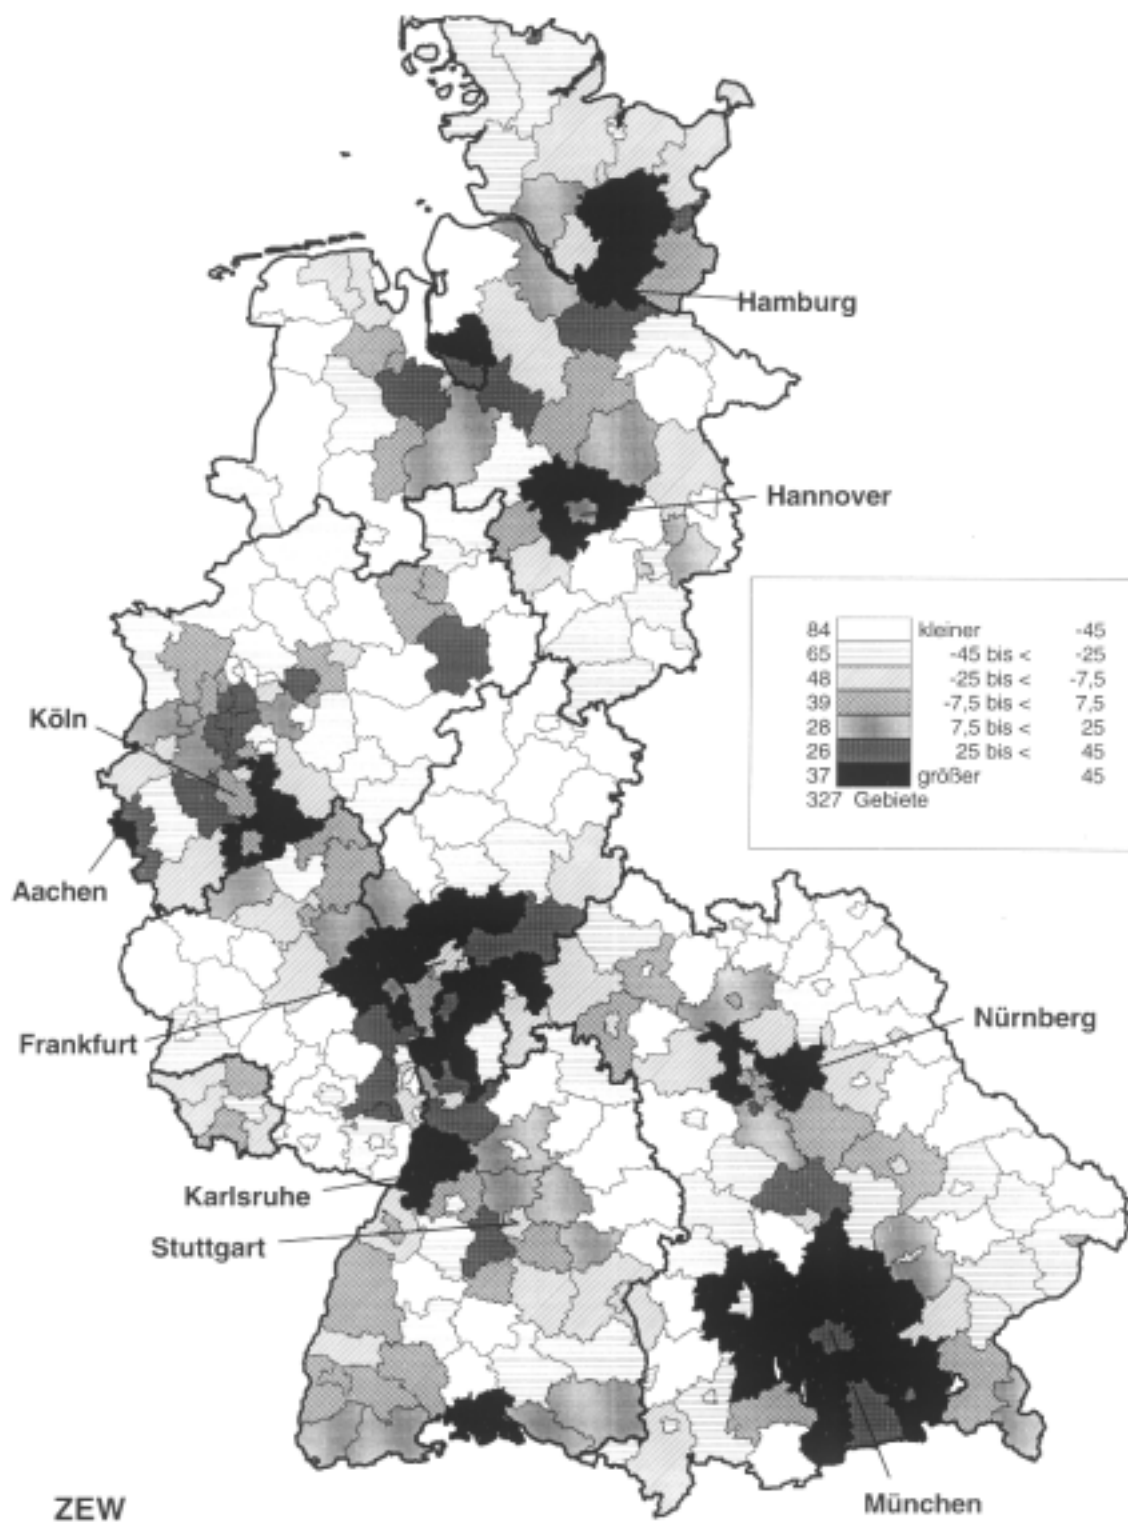 Hamburg
Hannover
84 kleiner -45
65 -45 bis < -25
48 -25 bis < -7,5
39 -7,5 bis < 7,5
28 7,5 bis < 25
26 25 bis < 45
37 größer 45
327 Gebiete
Köln
Aachen
Nürnberg
Frankfurt
Karlsruhe
Stuttgart
München
ZEW